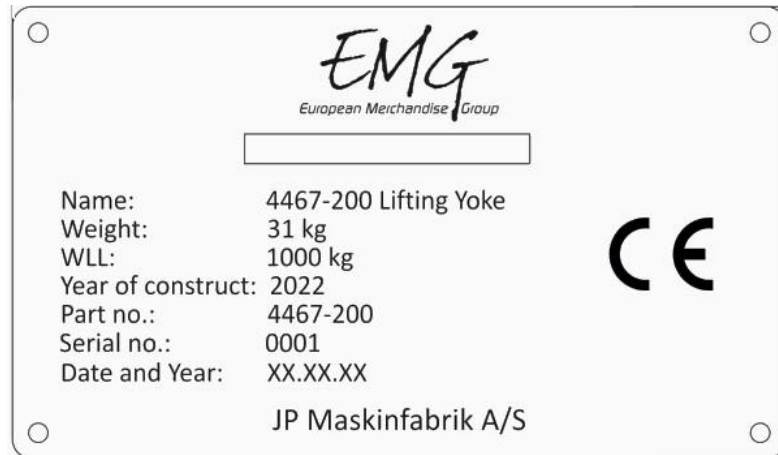 EMG
European Merchandise Group
Name: 4467-200 Lifting Yoke
Weight: 31 kg
WLL: 1000 kg
Year of construct: 2022
Part no.: 4467-200
Serial no.: 0001
Date and Year: XX.XX.XX
CE
JP Maskinfabrik A/S